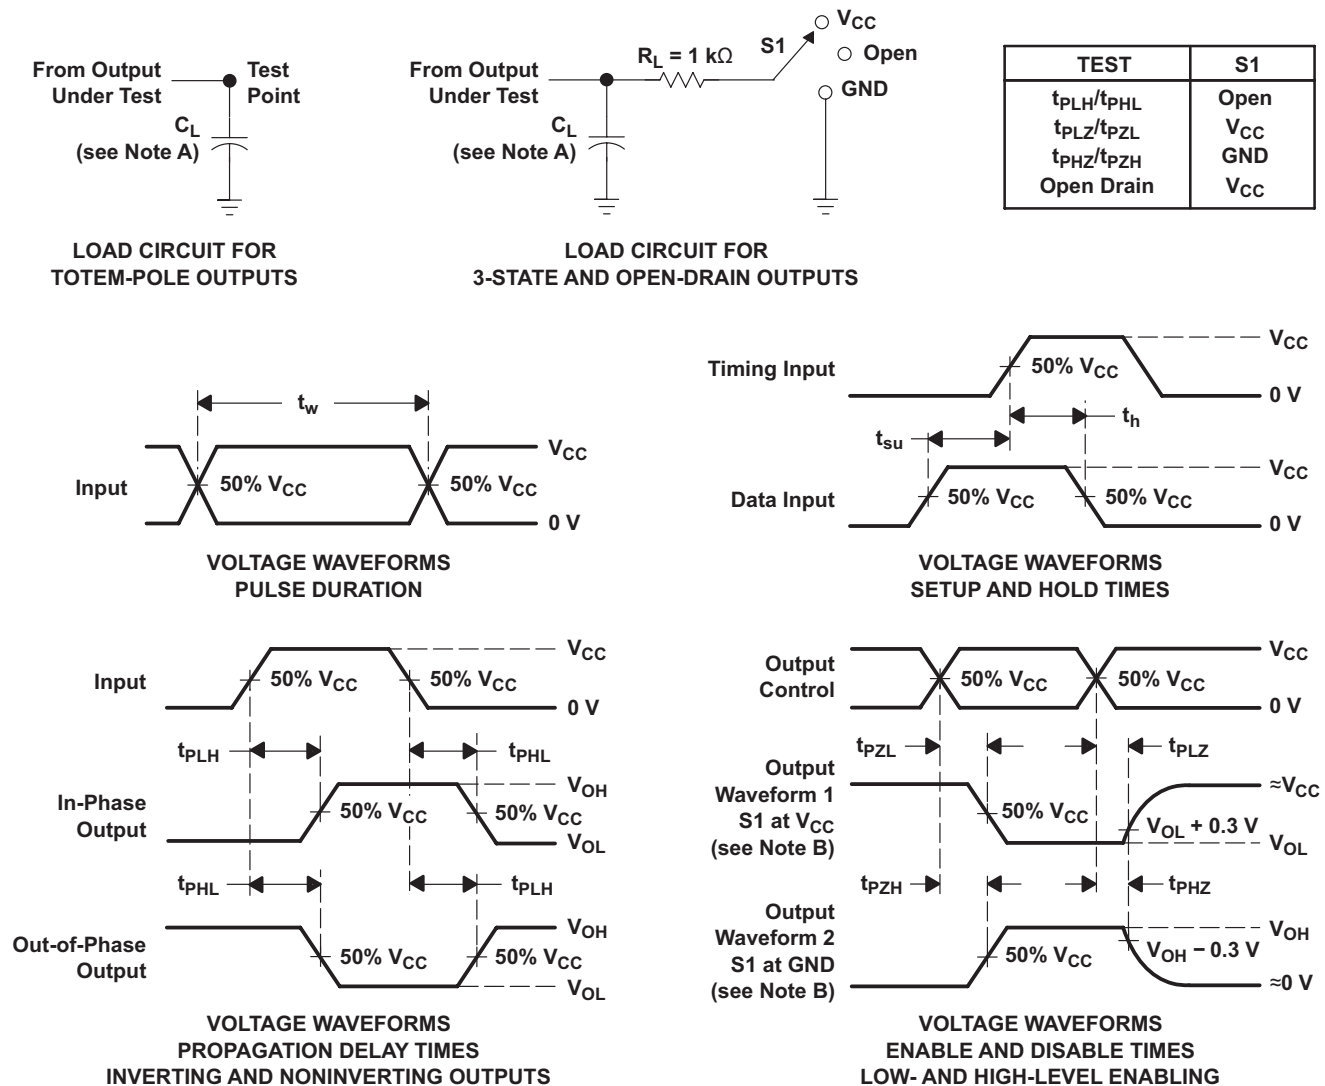 From Output
Under Test
Test
Point
CL
(see Note A)
LOAD CIRCUIT FOR
TOTEM-POLE OUTPUTS
From Output
Under Test
RL = 1 kΩ
S1
VCC
Open
GND
CL
(see Note A)
LOAD CIRCUIT FOR
3-STATE AND OPEN-DRAIN OUTPUTS
TEST S1
tPLH/tPHL Open
tPLZ/tPZL VCC
tPHZ/tPZH GND
Open Drain VCC
tw
Input
50% VCC
50% VCC
VCC
0 V
VOLTAGE WAVEFORMS
PULSE DURATION
Timing Input
50% VCC
VCC
0 V
tsu
th
Data Input
50% VCC
50% VCC
VCC
0 V
VOLTAGE WAVEFORMS
SETUP AND HOLD TIMES
Input
50% VCC
50% VCC
VCC
0 V
tPLH
tPHL
In-Phase
Output
50% VCC
50% VCC
VOH
VOL
tPHL
tPLH
Out-of-Phase
Output
50% VCC
50% VCC
VOH
VOL
VOLTAGE WAVEFORMS
PROPAGATION DELAY TIMES
INVERTING AND NONINVERTING OUTPUTS
Output
Control
50% VCC
50% VCC
VCC
0 V
tPZL
tPLZ
Output
Waveform 1
S1 at VCC
(see Note B)
50% VCC
VOL + 0.3 V
≈VCC
VOL
tPZH
tPHZ
Output
Waveform 2
S1 at GND
(see Note B)
50% VCC
VOH − 0.3 V
VOH
≈0 V
VOLTAGE WAVEFORMS
ENABLE AND DISABLE TIMES
LOW- AND HIGH-LEVEL ENABLING